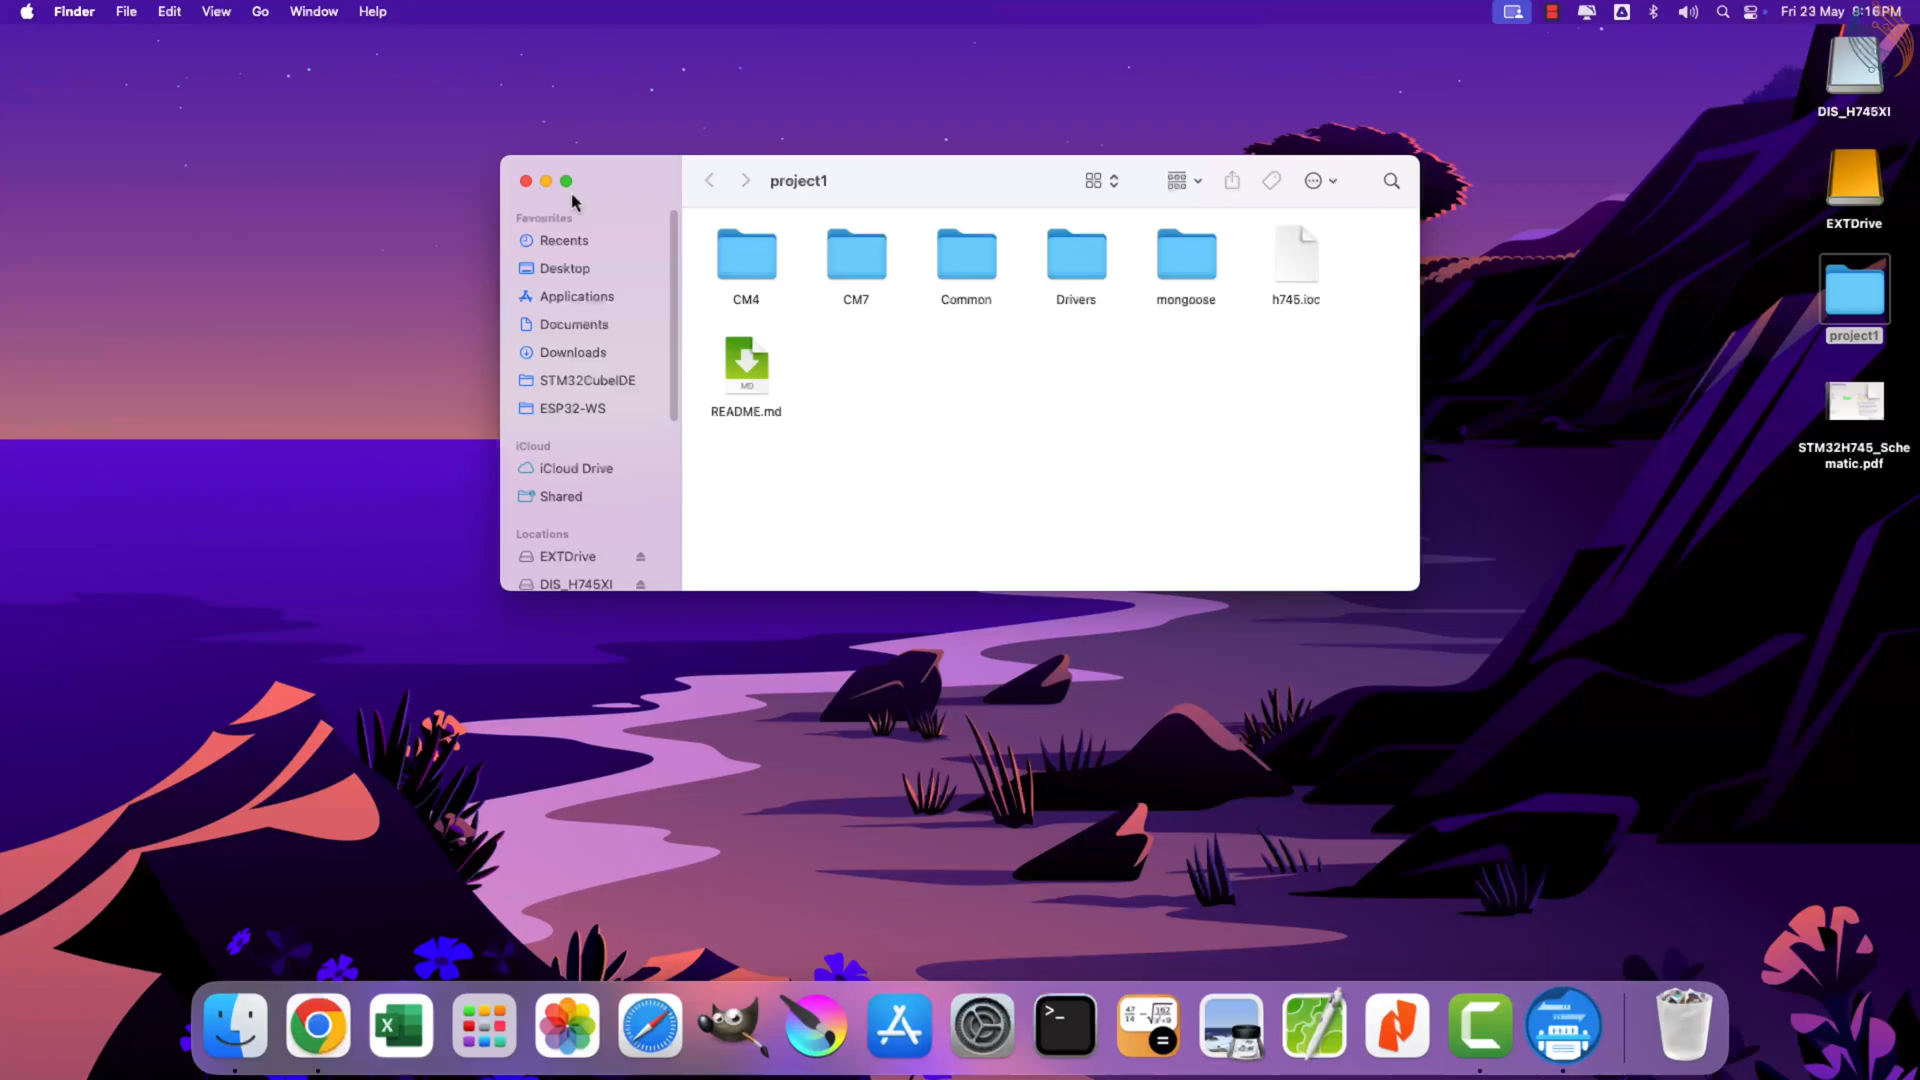 Finder File Edit View Go Window Help
Fri 23 May 8:16PM
project1
Favourites
Recents
Desktop
Applications
Documents
Downloads
STM32CubeIDE
ESP32-WS
iCloud
iCloud Drive
Shared
Locations
EXTDrive
DIS_H745XI
CM4 CM7 Common Drivers mongoose h745.ioc
MD
README.md
DIS_H745XI
EXTDrive
project1
STM32H745_Sche
matic.pdf